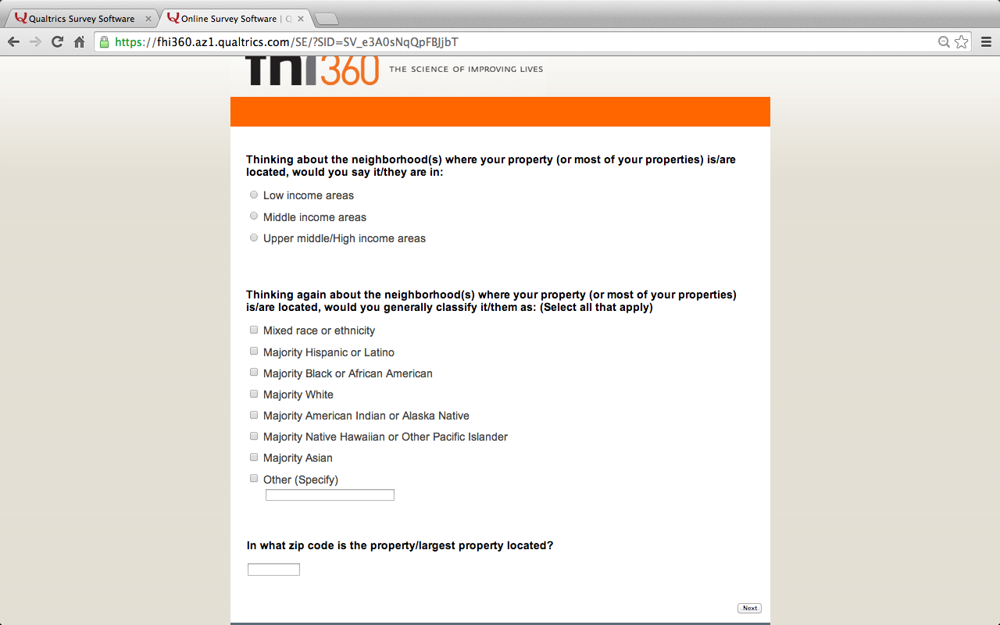 Qualtrics Survey Software
Online Survey Software | Q
https://fhi360.az1.qualtrics.com/SE/?SID=SV_e3A0sNqQpFBJjbT
fhi360 THE SCIENCE OF IMPROVING LIVES
Thinking about the neighborhood(s) where your property (or most of your properties) is/are
located, would you say it/they are in:
Low income areas
Middle income areas
Upper middle/High income areas
Thinking again about the neighborhood(s) where your property (or most of your properties)
is/are located, would you generally classify it/them as: (Select all that apply)
Mixed race or ethnicity
Majority Hispanic or Latino
Majority Black or African American
Majority White
Majority American Indian or Alaska Native
Majority Native Hawaiian or Other Pacific Islander
Majority Asian
Other (Specify)
In what zip code is the property/largest property located?
Next